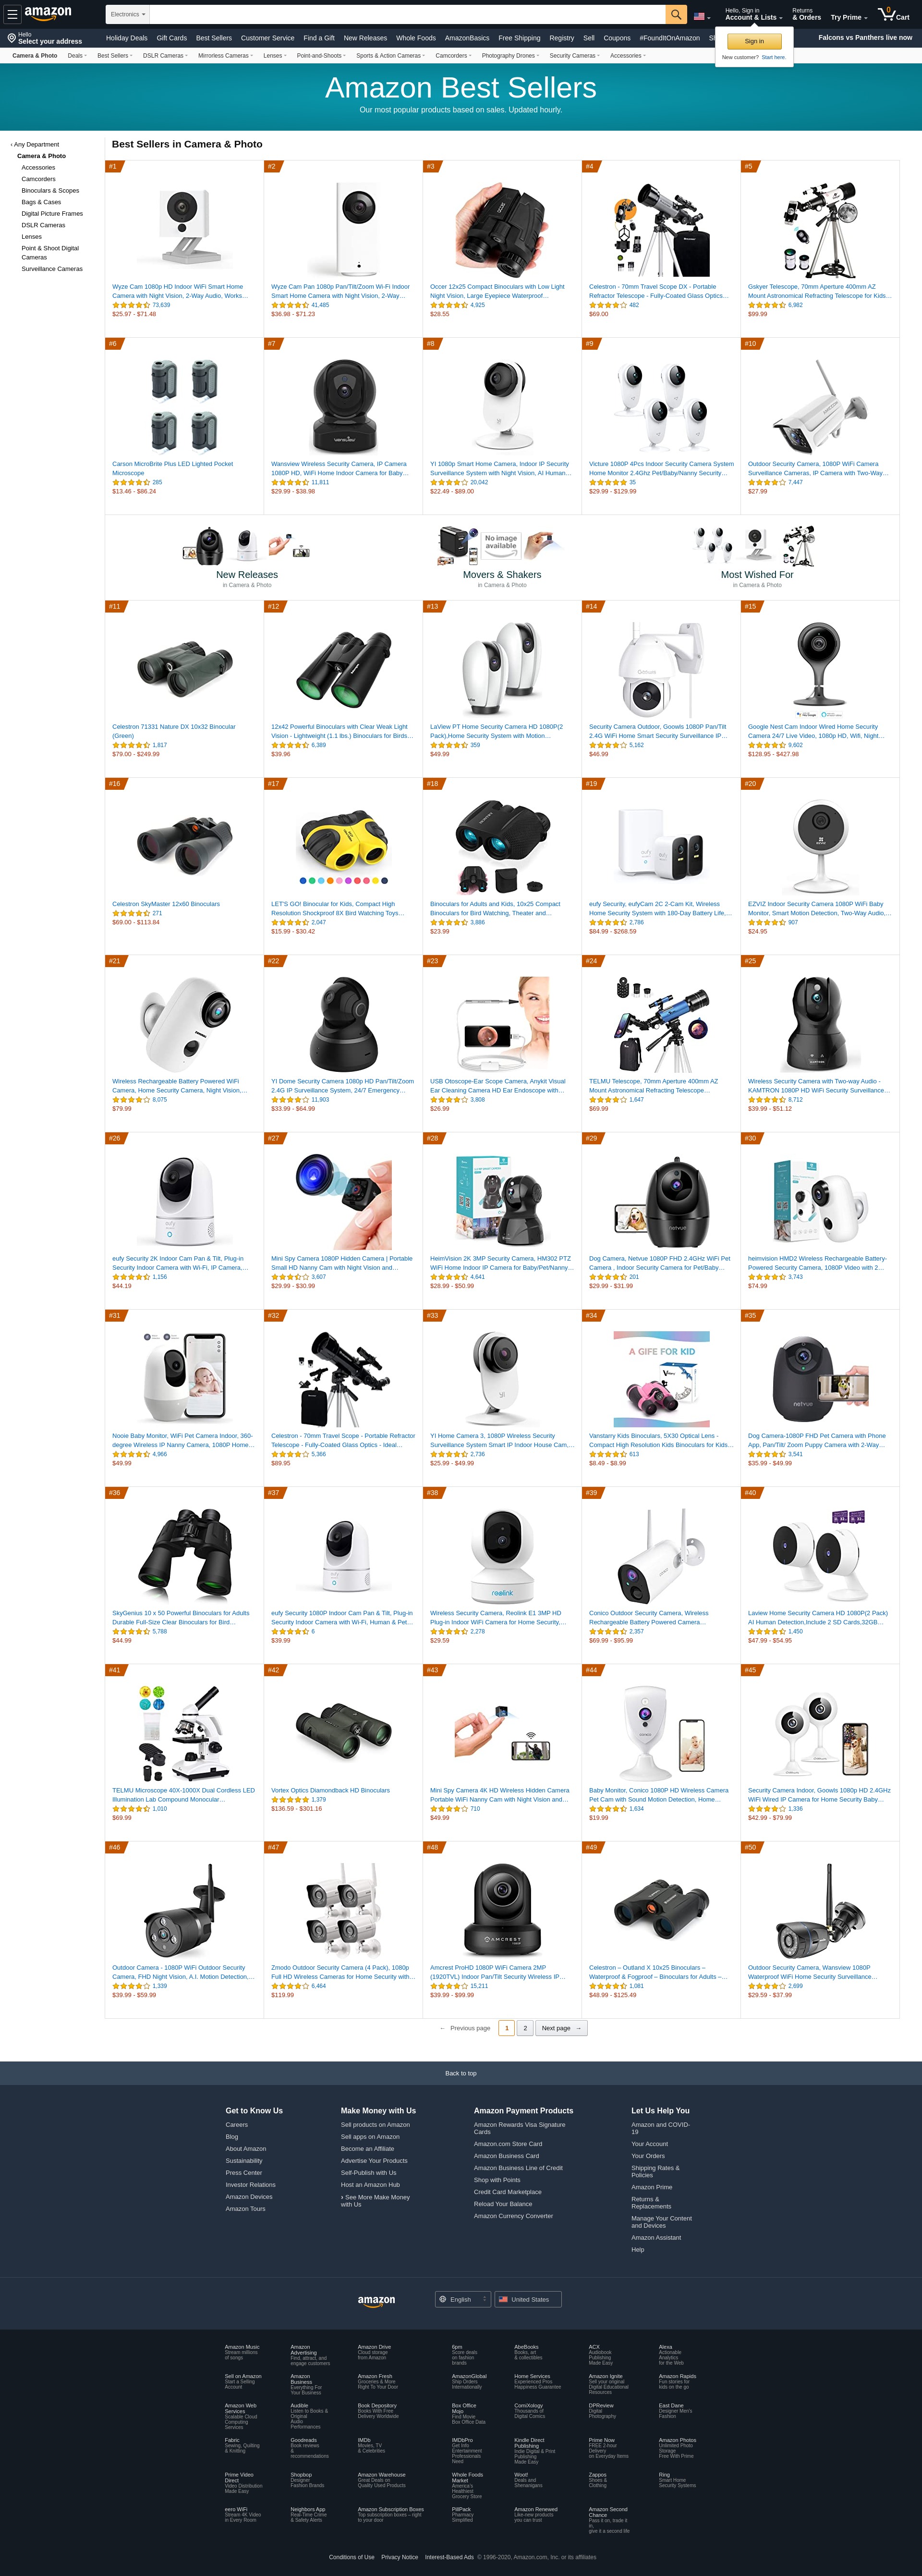 amazon
Electronics
Hello, Sign in
Account & Lists
Returns
& Orders
Try Prime
0
Cart
Hello
Select your address
Holiday Deals
Gift Cards
Best Sellers
Customer Service
Find a Gift
New Releases
Whole Foods
AmazonBasics
Free Shipping
Registry
Sell
Coupons
#FoundItOnAmazon
Falcons vs Panthers live now
Sign in
New customer? Start here.
Camera & Photo
Deals
Best Sellers
DSLR Cameras
Mirrorless Cameras
Lenses
Point-and-Shoots
Sports & Action Cameras
Camcorders
Photography Drones
Security Cameras
Accessories
Amazon Best Sellers
Our most popular products based on sales. Updated hourly.
‹ Any Department
Camera & Photo
Accessories
Camcorders
Binoculars & Scopes
Bags & Cases
Digital Picture Frames
DSLR Cameras
Lenses
Point & Shoot Digital
Cameras
Surveillance Cameras
Best Sellers in Camera & Photo
#1
Wyze Cam 1080p HD Indoor WiFi Smart Home
Camera with Night Vision, 2-Way Audio, Works…
73,639
$25.97 - $71.48
#2
Wyze Cam Pan 1080p Pan/Tilt/Zoom Wi-Fi Indoor
Smart Home Camera with Night Vision, 2-Way…
41,485
$36.98 - $71.23
#3
Occer 12x25 Compact Binoculars with Low Light
Night Vision, Large Eyepiece Waterproof…
4,925
$28.55
#4
Celestron - 70mm Travel Scope DX - Portable
Refractor Telescope - Fully-Coated Glass Optics…
482
$69.00
#5
Gskyer Telescope, 70mm Aperture 400mm AZ
Mount Astronomical Refracting Telescope for Kids…
6,982
$99.99
#6
Carson MicroBrite Plus LED Lighted Pocket
Microscope
285
$13.46 - $86.24
#7
Wansview Wireless Security Camera, IP Camera
1080P HD, WiFi Home Indoor Camera for Baby…
11,811
$29.99 - $38.98
#8
YI 1080p Smart Home Camera, Indoor IP Security
Surveillance System with Night Vision, AI Human…
20,042
$22.49 - $89.00
#9
Victure 1080P 4Pcs Indoor Security Camera System
Home Monitor 2.4Ghz Pet/Baby/Nanny Security…
35
$29.99 - $129.99
#10
Outdoor Security Camera, 1080P WiFi Camera
Surveillance Cameras, IP Camera with Two-Way…
7,447
$27.99
No image
available
New Releases
in Camera & Photo
Movers & Shakers
in Camera & Photo
Most Wished For
in Camera & Photo
#11
Celestron 71331 Nature DX 10x32 Binocular
(Green)
1,817
$79.00 - $249.99
#12
12x42 Powerful Binoculars with Clear Weak Light
Vision - Lightweight (1.1 lbs.) Binoculars for Birds…
6,389
$39.96
#13
LaView PT Home Security Camera HD 1080P(2
Pack),Home Security System with Motion…
359
$49.99
#14
Security Camera Outdoor, Goowls 1080P Pan/Tilt
2.4G WiFi Home Smart Security Surveillance IP…
5,162
$46.99
#15
Google Nest Cam Indoor Wired Home Security
Camera 24/7 Live Video, 1080p HD, Wifi, Night…
9,602
$128.95 - $427.98
#16
Celestron SkyMaster 12x60 Binoculars
271
$69.00 - $113.84
#17
LET'S GO! Binocular for Kids, Compact High
Resolution Shockproof 8X Bird Watching Toys…
2,047
$15.99 - $30.42
#18
Binoculars for Adults and Kids, 10x25 Compact
Binoculars for Bird Watching, Theater and…
3,886
$23.99
#19
eufy Security, eufyCam 2C 2-Cam Kit, Wireless
Home Security System with 180-Day Battery Life,…
2,786
$84.99 - $268.59
#20
EZVIZ Indoor Security Camera 1080P WiFi Baby
Monitor, Smart Motion Detection, Two-Way Audio,…
907
$24.95
#21
Wireless Rechargeable Battery Powered WiFi
Camera, Home Security Camera, Night Vision,…
8,075
$79.99
#22
YI Dome Security Camera 1080p HD Pan/Tilt/Zoom
2.4G IP Surveillance System, 24/7 Emergency…
11,903
$33.99 - $64.99
#23
USB Otoscope-Ear Scope Camera, Anykit Visual
Ear Cleaning Camera HD Ear Endoscope with…
3,808
$26.99
#24
TELMU Telescope, 70mm Aperture 400mm AZ
Mount Astronomical Refracting Telescope…
1,647
$69.99
#25
Wireless Security Camera with Two-way Audio -
KAMTRON 1080P HD WiFi Security Surveillance…
8,712
$39.99 - $51.12
#26
eufy Security 2K Indoor Cam Pan & Tilt, Plug-in
Security Indoor Camera with Wi-Fi, IP Camera,…
1,156
$44.19
#27
Mini Spy Camera 1080P Hidden Camera | Portable
Small HD Nanny Cam with Night Vision and…
3,607
$29.99 - $30.99
#28
HeimVision 2K 3MP Security Camera, HM302 PTZ
WiFi Home Indoor IP Camera for Baby/Pet/Nanny…
4,641
$28.99 - $50.99
#29
Dog Camera, Netvue 1080P FHD 2.4GHz WiFi Pet
Camera , Indoor Security Camera for Pet/Baby…
201
$29.99 - $31.99
#30
heimvision HMD2 Wireless Rechargeable Battery-
Powered Security Camera, 1080P Video with 2…
3,743
$74.99
#31
Nooie Baby Monitor, WiFi Pet Camera Indoor, 360-
degree Wireless IP Nanny Camera, 1080P Home…
4,966
$49.99
#32
Celestron - 70mm Travel Scope - Portable Refractor
Telescope - Fully-Coated Glass Optics - Ideal…
5,366
$89.95
#33
YI Home Camera 3, 1080P Wireless Security
Surveillance System Smart IP Indoor House Cam,…
2,736
$25.99 - $49.99
#34
A GIFE FOR KID
Vanstarry Kids Binoculars, 5X30 Optical Lens -
Compact High Resolution Kids Binoculars for Kids…
613
$8.49 - $8.99
#35
netvue
Dog Camera-1080P FHD Pet Camera with Phone
App, Pan/Tilt/ Zoom Puppy Camera with 2-Way…
3,541
$35.99 - $49.99
#36
SkyGenius 10 x 50 Powerful Binoculars for Adults
Durable Full-Size Clear Binoculars for Bird…
5,788
$44.99
#37
eufy Security 1080P Indoor Cam Pan & Tilt, Plug-in
Security Indoor Camera with Wi-Fi, Human & Pet…
6
$39.99
#38
reolink
Wireless Security Camera, Reolink E1 3MP HD
Plug-in Indoor WiFi Camera for Home Security,…
2,278
$29.59
#39
Conico Outdoor Security Camera, Wireless
Rechargeable Battery Powered Camera…
2,357
$69.99 - $95.99
#40
Laview Home Security Camera HD 1080P(2 Pack)
AI Human Detection,Include 2 SD Cards,32GB…
1,450
$47.99 - $54.95
#41
TELMU Microscope 40X-1000X Dual Cordless LED
Illumination Lab Compound Monocular…
1,010
$69.99
#42
Vortex Optics Diamondback HD Binoculars
1,379
$136.59 - $301.16
#43
Mini Spy Camera 4K HD Wireless Hidden Camera
Portable WiFi Nanny Cam with Night Vision and…
710
$49.99
#44
Baby Monitor, Conico 1080P HD Wireless Camera
Pet Cam with Sound Motion Detection, Home…
1,634
$19.99
#45
Security Camera Indoor, Goowls 1080p HD 2.4GHz
WiFi Wired IP Camera for Home Security Baby…
1,336
$42.99 - $79.99
#46
Outdoor Camera - 1080P WiFi Outdoor Security
Camera, FHD Night Vision, A.I. Motion Detection,…
1,339
$39.99 - $59.99
#47
Zmodo Outdoor Security Camera (4 Pack), 1080p
Full HD Wireless Cameras for Home Security with…
6,464
$119.99
#48
AMCREST
Amcrest ProHD 1080P WiFi Camera 2MP
(1920TVL) Indoor Pan/Tilt Security Wireless IP…
15,211
$39.99 - $99.99
#49
Celestron – Outland X 10x25 Binoculars –
Waterproof & Fogproof – Binoculars for Adults –…
1,081
$48.99 - $125.49
#50
Outdoor Security Camera, Wansview 1080P
Waterproof WiFi Home Security Surveillance…
2,699
$29.59 - $37.99
← Previous page
1
2
Next page →
Back to top
Get to Know Us
Careers
Blog
About Amazon
Sustainability
Press Center
Investor Relations
Amazon Devices
Amazon Tours
Make Money with Us
Sell products on Amazon
Sell apps on Amazon
Become an Affiliate
Advertise Your Products
Self-Publish with Us
Host an Amazon Hub
› See More Make Money
with Us
Amazon Payment Products
Amazon Rewards Visa Signature
Cards
Amazon.com Store Card
Amazon Business Card
Amazon Business Line of Credit
Shop with Points
Credit Card Marketplace
Reload Your Balance
Amazon Currency Converter
Let Us Help You
Amazon and COVID-
19
Your Account
Your Orders
Shipping Rates &
Policies
Amazon Prime
Returns &
Replacements
Manage Your Content
and Devices
Amazon Assistant
Help
amazon
English
United States
Amazon Music
Stream millions
of songs
Amazon
Advertising
Find, attract, and
engage customers
Amazon Drive
Cloud storage
from Amazon
6pm
Score deals
on fashion
brands
AbeBooks
Books, art
& collectibles
ACX
Audiobook
Publishing
Made Easy
Alexa
Actionable
Analytics
for the Web
Sell on Amazon
Start a Selling
Account
Amazon
Business
Everything For
Your Business
Amazon Fresh
Groceries & More
Right To Your Door
AmazonGlobal
Ship Orders
Internationally
Home Services
Experienced Pros
Happiness Guarantee
Amazon Ignite
Sell your original
Digital Educational
Resources
Amazon Rapids
Fun stories for
kids on the go
Amazon Web
Services
Scalable Cloud
Computing
Services
Audible
Listen to Books &
Original
Audio
Performances
Book Depository
Books With Free
Delivery Worldwide
Box Office
Mojo
Find Movie
Box Office Data
ComiXology
Thousands of
Digital Comics
DPReview
Digital
Photography
East Dane
Designer Men's
Fashion
Fabric
Sewing, Quilting
& Knitting
Goodreads
Book reviews
&
recommendations
IMDb
Movies, TV
& Celebrities
IMDbPro
Get Info
Entertainment
Professionals
Need
Kindle Direct
Publishing
Indie Digital & Print
Publishing
Made Easy
Prime Now
FREE 2-hour
Delivery
on Everyday Items
Amazon Photos
Unlimited Photo
Storage
Free With Prime
Prime Video
Direct
Video Distribution
Made Easy
Shopbop
Designer
Fashion Brands
Amazon Warehouse
Great Deals on
Quality Used Products
Whole Foods
Market
America's
Healthiest
Grocery Store
Woot!
Deals and
Shenanigans
Zappos
Shoes &
Clothing
Ring
Smart Home
Security Systems
eero WiFi
Stream 4K Video
in Every Room
Neighbors App
Real-Time Crime
& Safety Alerts
Amazon Subscription Boxes
Top subscription boxes – right
to your door
PillPack
Pharmacy
Simplified
Amazon Renewed
Like-new products
you can trust
Amazon Second
Chance
Pass it on, trade it
in,
give it a second life
Conditions of Use
Privacy Notice
Interest-Based Ads
© 1996-2020, Amazon.com, Inc. or its affiliates